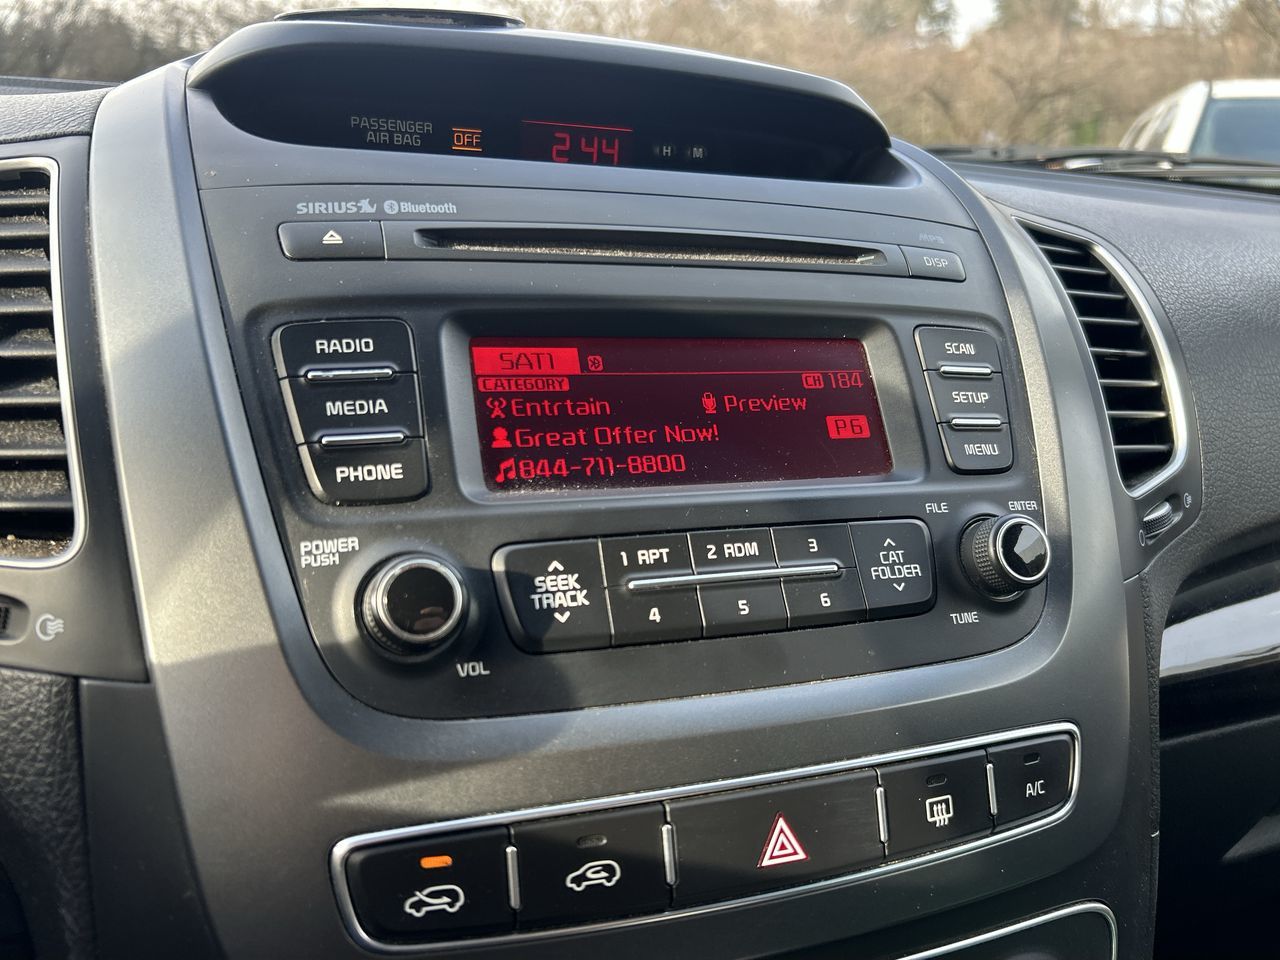 PASSENGER
AIR BAG
OFF
2:44
H
M
SIRIUS
Bluetooth
MP3
DISP
RADIO
MEDIA
PHONE
SAT1
CATEGORY
CH 184
Entrtain
Preview
Great Offer Now!
P6
844-711-8800
SCAN
SETUP
MENU
FILE
ENTER
TUNE
POWER
PUSH
VOL
SEEK
TRACK
1 RPT
2 RDM
3
4
5
6
CAT
FOLDER
A/C
0